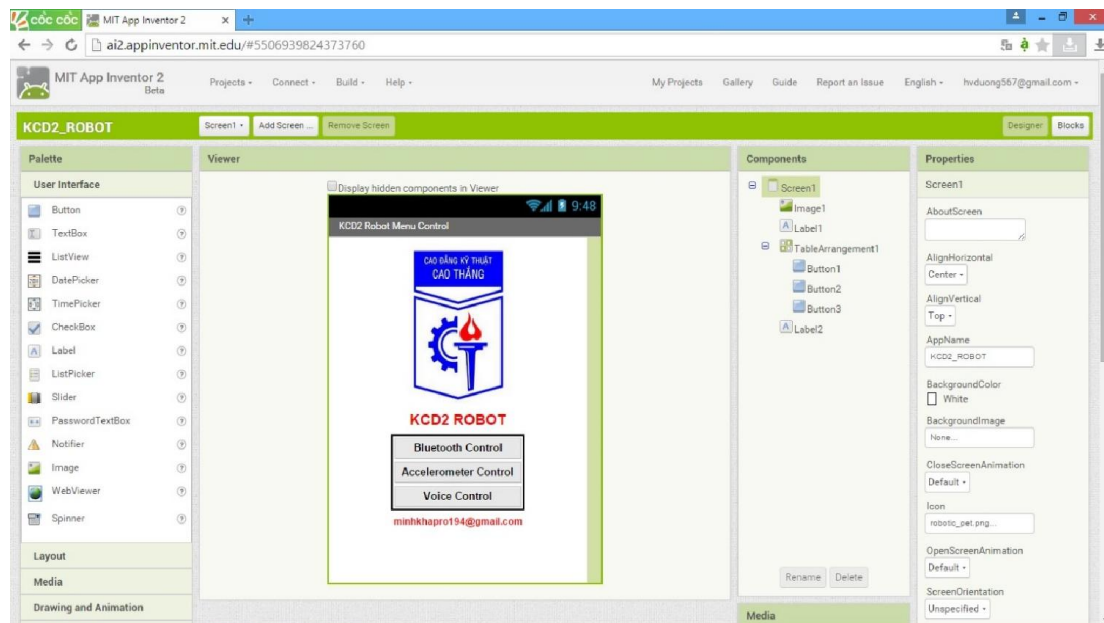 cốc cốc MIT App Inventor 2
ai2.appinventor.mit.edu/#5506939824373760
MIT App Inventor 2
Beta
Projects Connect Build Help My Projects Gallery Guide Report an Issue English hvduong567@gmail.com
KCD2_ROBOT Screen1 Add Screen ... Remove Screen Designer Blocks
Palette
User Interface
Button
TextBox
ListView
DatePicker
TimePicker
CheckBox
Label
ListPicker
Slider
PasswordTextBox
Notifier
Image
WebViewer
Spinner
Layout
Media
Drawing and Animation
Viewer
Display hidden components in Viewer
9:48
KCD2 Robot Menu Control
CAO ĐẲNG KỸ THUẬT
CAO THẮNG
KCD2 ROBOT
Bluetooth Control
Accelerometer Control
Voice Control
minhkhapro194@gmail.com
Components
Screen1
Image1
Label1
TableArrangement1
Button1
Button2
Button3
Label2
Rename Delete
Media
Properties
Screen1
AboutScreen
AlignHorizontal
Center
AlignVertical
Top
AppName
KCD2_ROBOT
BackgroundColor
White
BackgroundImage
None...
CloseScreenAnimation
Default
Icon
robotic_pet.png...
OpenScreenAnimation
Default
ScreenOrientation
Unspecified